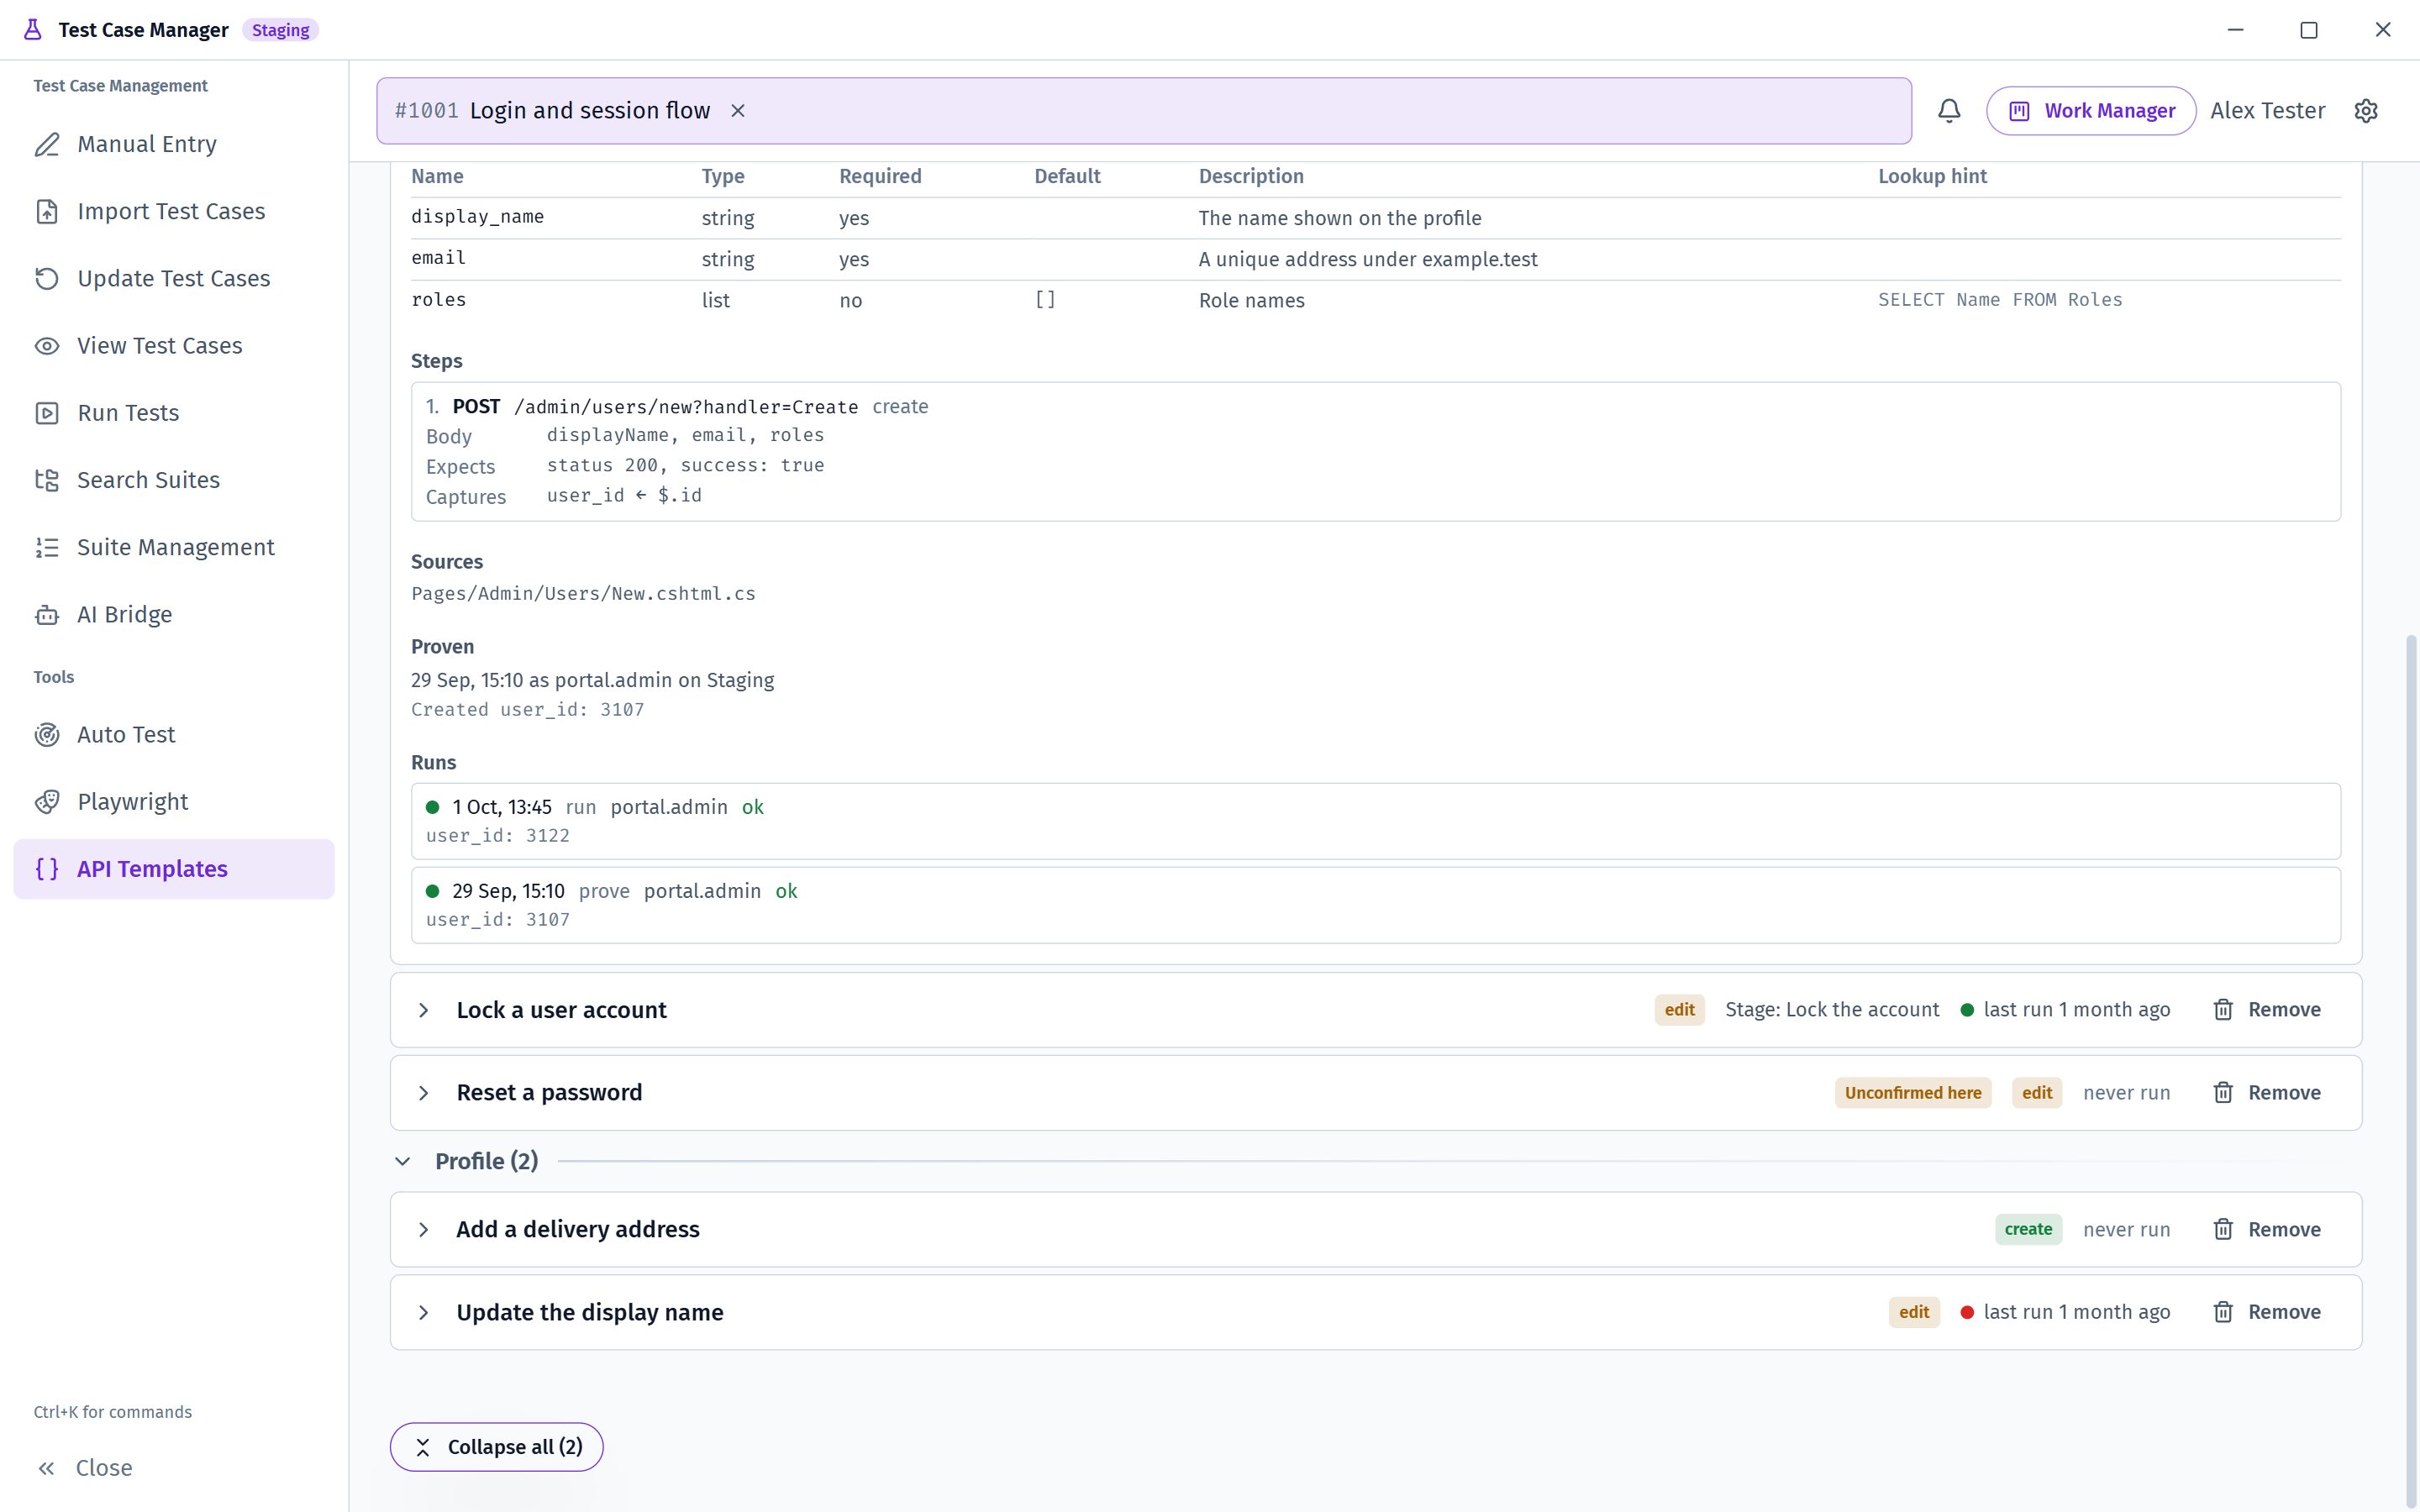 Test Case Manager Staging
Test Case Management
Manual Entry
Import Test Cases
Update Test Cases
View Test Cases
Run Tests
Search Suites
Suite Management
AI Bridge
Tools
Auto Test
Playwright
API Templates
Ctrl+K for commands
Close
#1001 Login and session flow
Work Manager
Alex Tester
Name Type Required Default Description Lookup hint
display_name string yes The name shown on the profile
email string yes A unique address under example.test
roles list no [] Role names SELECT Name FROM Roles
Steps
1. POST /admin/users/new?handler=Create create
Body displayName, email, roles
Expects status 200, success: true
Captures user_id ← $.id
Sources
Pages/Admin/Users/New.cshtml.cs
Proven
29 Sep, 15:10 as portal.admin on Staging
Created user_id: 3107
Runs
1 Oct, 13:45 run portal.admin ok
user_id: 3122
29 Sep, 15:10 prove portal.admin ok
user_id: 3107
Lock a user account edit Stage: Lock the account last run 1 month ago Remove
Reset a password Unconfirmed here edit never run Remove
Profile (2)
Add a delivery address create never run Remove
Update the display name edit last run 1 month ago Remove
Collapse all (2)